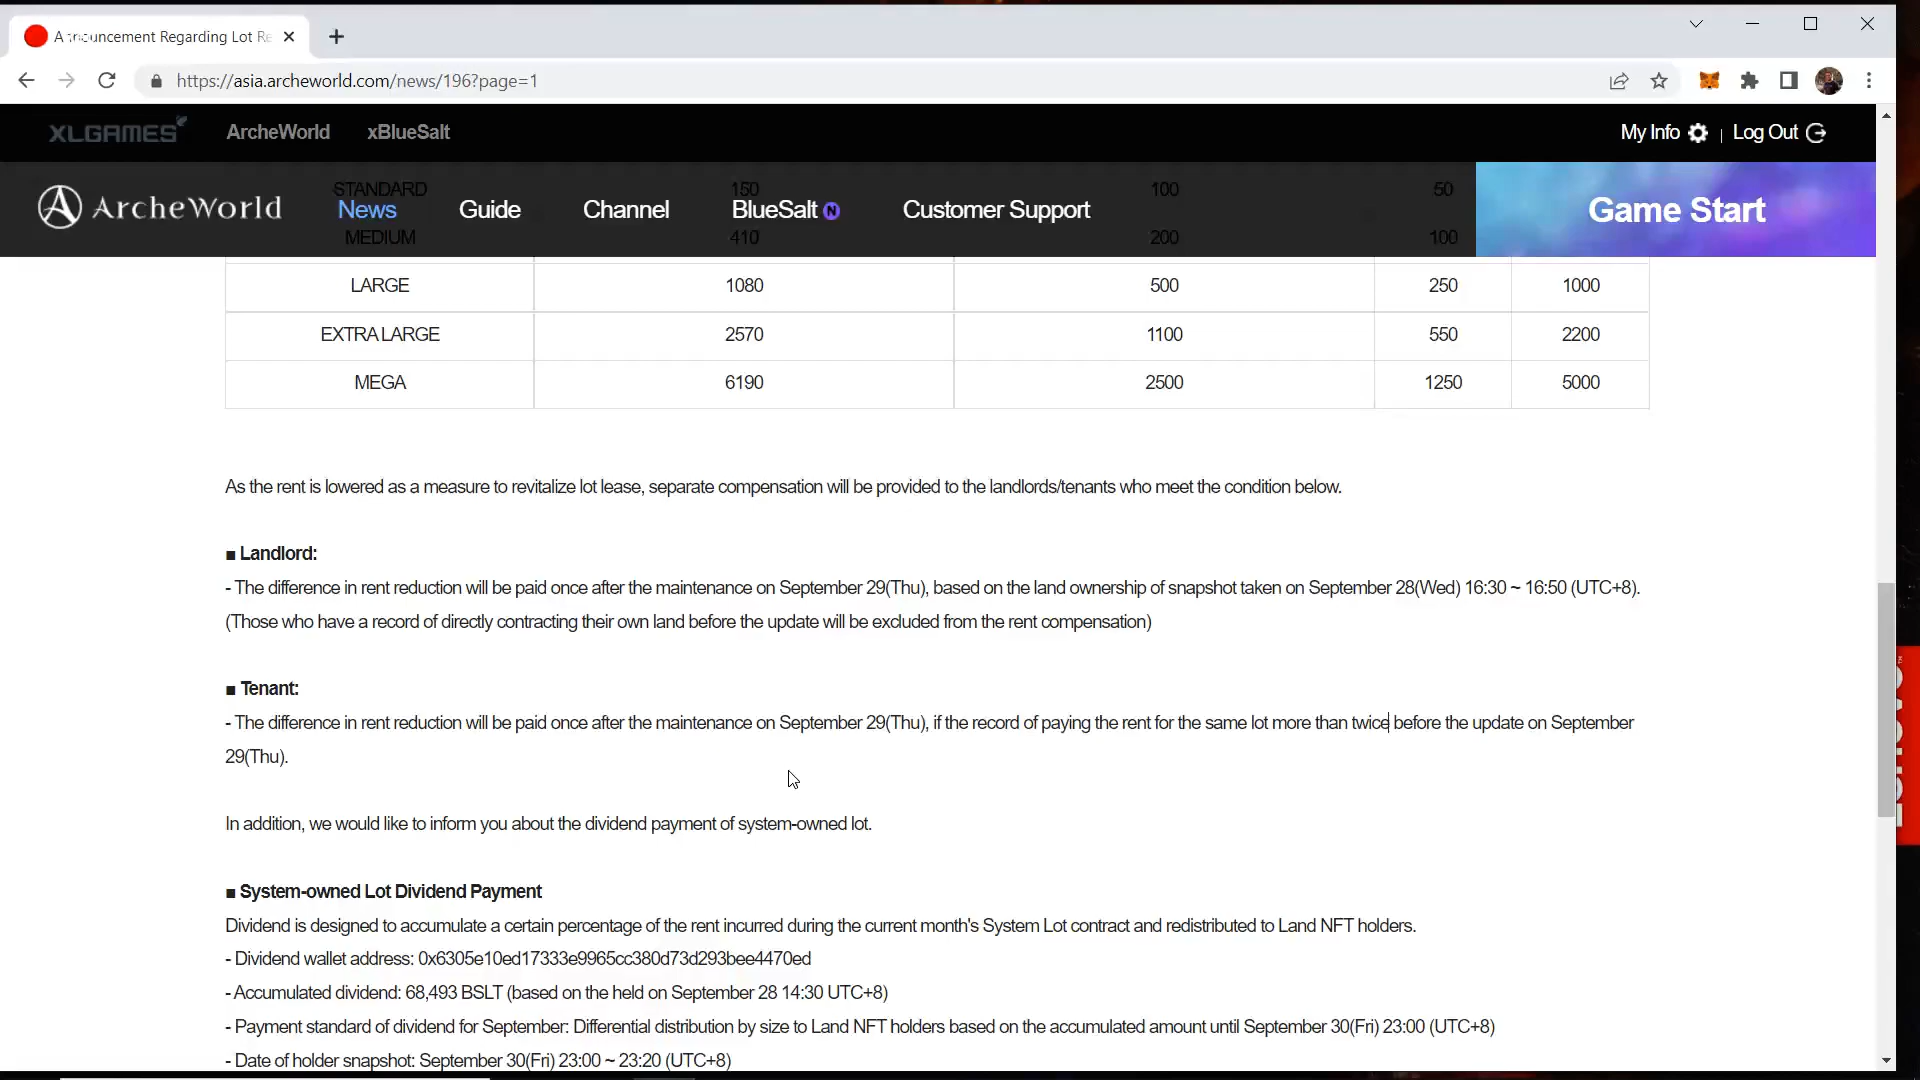 Announcement Regarding Lot Re
https://asia.archeworld.com/news/196?page=1
XLGAMES ArcheWorld xBlueSalt My Info | Log Out
ArcheWorld News Guide Channel BlueSalt N Customer Support Game Start
STANDARD 150 100 50
MEDIUM 410 200 100
LARGE 1080 500 250 1000
EXTRA LARGE 2570 1100 550 2200
MEGA 6190 2500 1250 5000
As the rent is lowered as a measure to revitalize lot lease, separate compensation will be provided to the landlords/tenants who meet the condition below.
■ Landlord:
- The difference in rent reduction will be paid once after the maintenance on September 29(Thu), based on the land ownership of snapshot taken on September 28(Wed) 16:30 ~ 16:50 (UTC+8).
(Those who have a record of directly contracting their own land before the update will be excluded from the rent compensation)
■ Tenant:
- The difference in rent reduction will be paid once after the maintenance on September 29(Thu), if the record of paying the rent for the same lot more than twice before the update on September
29(Thu).
In addition, we would like to inform you about the dividend payment of system-owned lot.
■ System-owned Lot Dividend Payment
Dividend is designed to accumulate a certain percentage of the rent incurred during the current month's System Lot contract and redistributed to Land NFT holders.
- Dividend wallet address: 0x6305e10ed17333e9965cc380d73d293bee4470ed
- Accumulated dividend: 68,493 BSLT (based on the held on September 28 14:30 UTC+8)
- Payment standard of dividend for September: Differential distribution by size to Land NFT holders based on the accumulated amount until September 30(Fri) 23:00 (UTC+8)
- Date of holder snapshot: September 30(Fri) 23:00 ~ 23:20 (UTC+8)